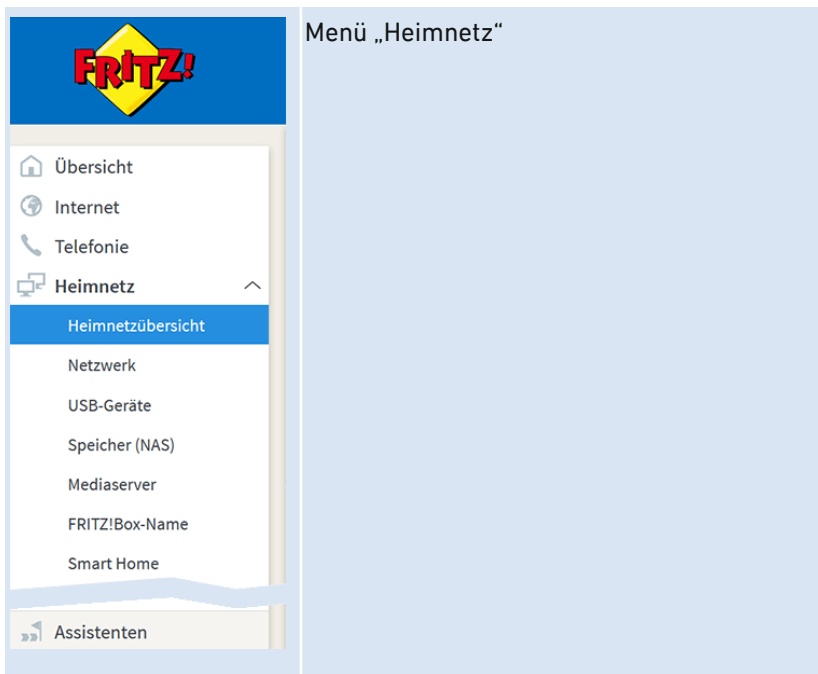 FRITZ!
Menü „Heimnetz“
Übersicht
Internet
Telefonie
Heimnetz
Heimnetzübersicht
Netzwerk
USB-Geräte
Speicher (NAS)
Mediaserver
FRITZ!Box-Name
Smart Home
Assistenten